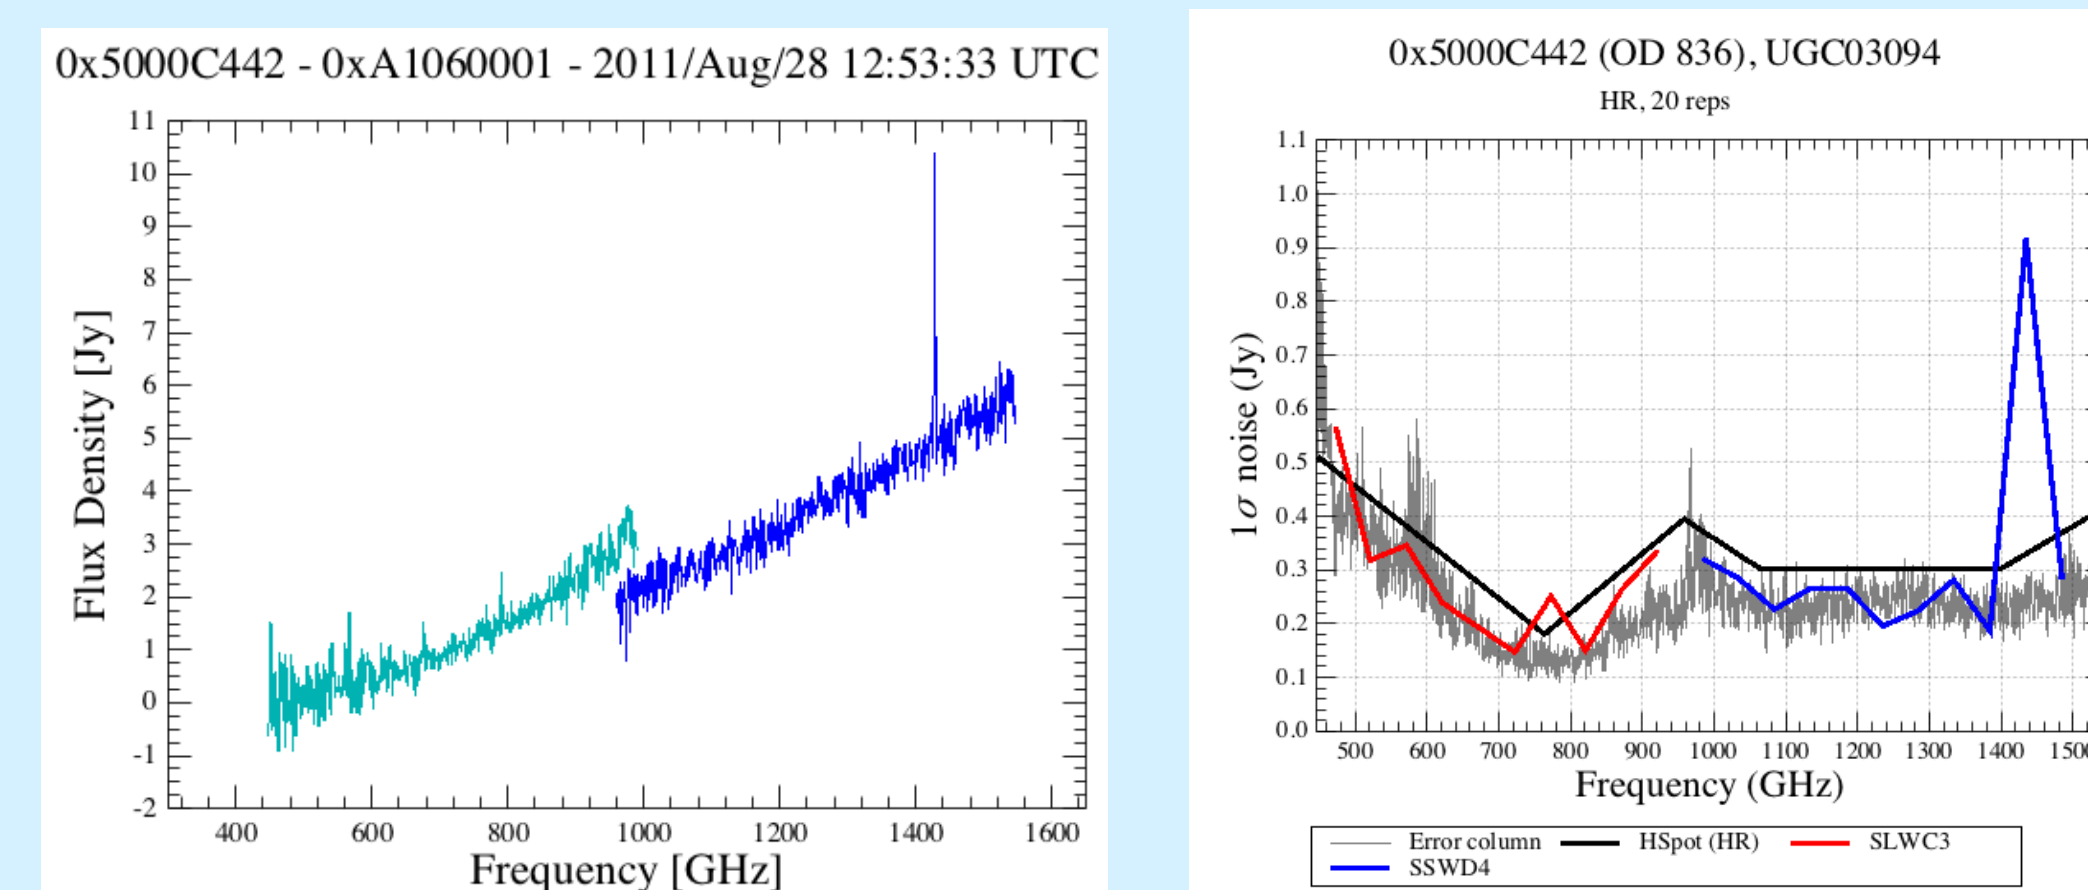 0x5000C442 - 0xA1060001 - 2011/Aug/28 12:53:33 UTC
11
10
9
8
7
6
5
4
3
2
1
0
-1
-2
Flux Density [Jy]
400 600 800 1000 1200 1400 1600
Frequency [GHz]
0x5000C442 (OD 836), UGC03094
HR, 20 reps
1.1
1.0
0.9
0.8
0.7
0.6
0.5
0.4
0.3
0.2
0.1
0.0
1σ noise (Jy)
500 600 700 800 900 1000 1100 1200 1300 1400 1500
Frequency (GHz)
Error column HSpot (HR) SLWC3
SSWD4